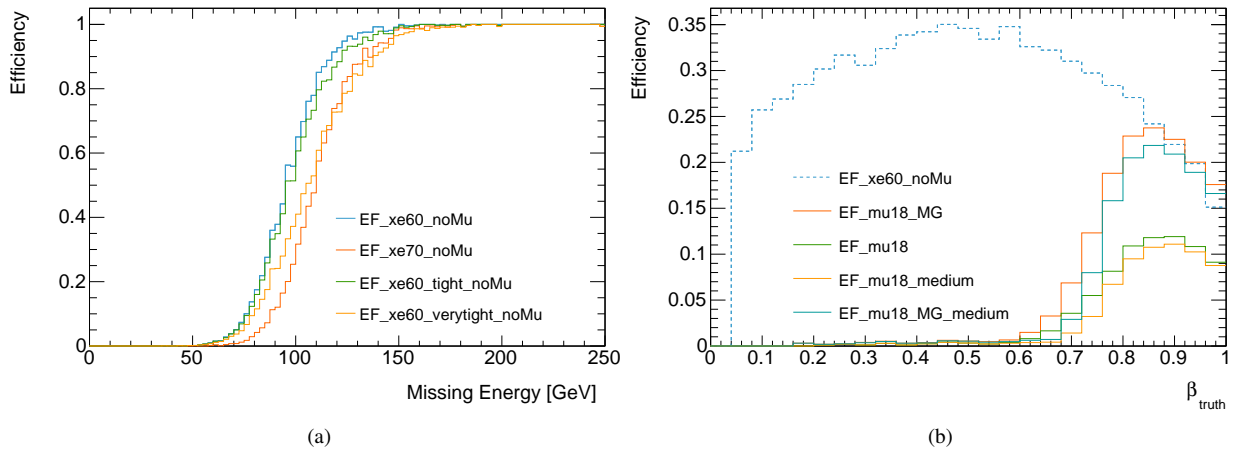 Efficiency
1
0.8
0.6
0.4
0.2
0
EF_xe60_noMu
EF_xe70_noMu
EF_xe60_tight_noMu
EF_xe60_verytight_noMu
0 50 100 150 200 250
Missing Energy [GeV]
(a)
Efficiency
0.35
0.3
0.25
0.2
0.15
0.1
0.05
0
EF_xe60_noMu
EF_mu18_MG
EF_mu18
EF_mu18_medium
EF_mu18_MG_medium
0 0.1 0.2 0.3 0.4 0.5 0.6 0.7 0.8 0.9 1
β_truth
(b)